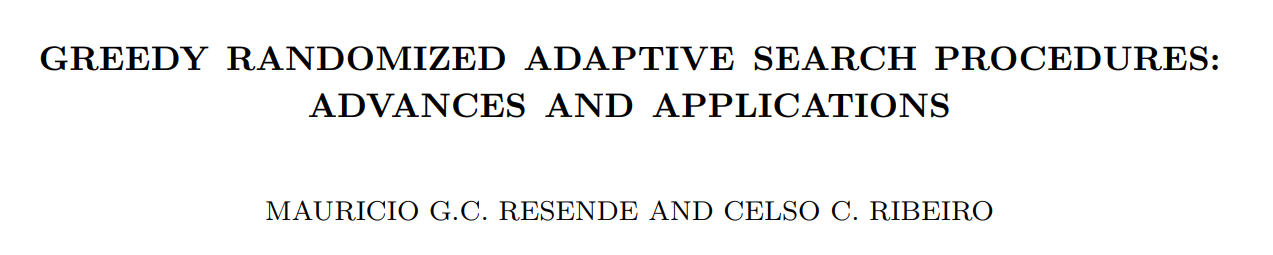 GREEDY RANDOMIZED ADAPTIVE SEARCH PROCEDURES:
ADVANCES AND APPLICATIONS
MAURICIO G.C. RESENDE AND CELSO C. RIBEIRO